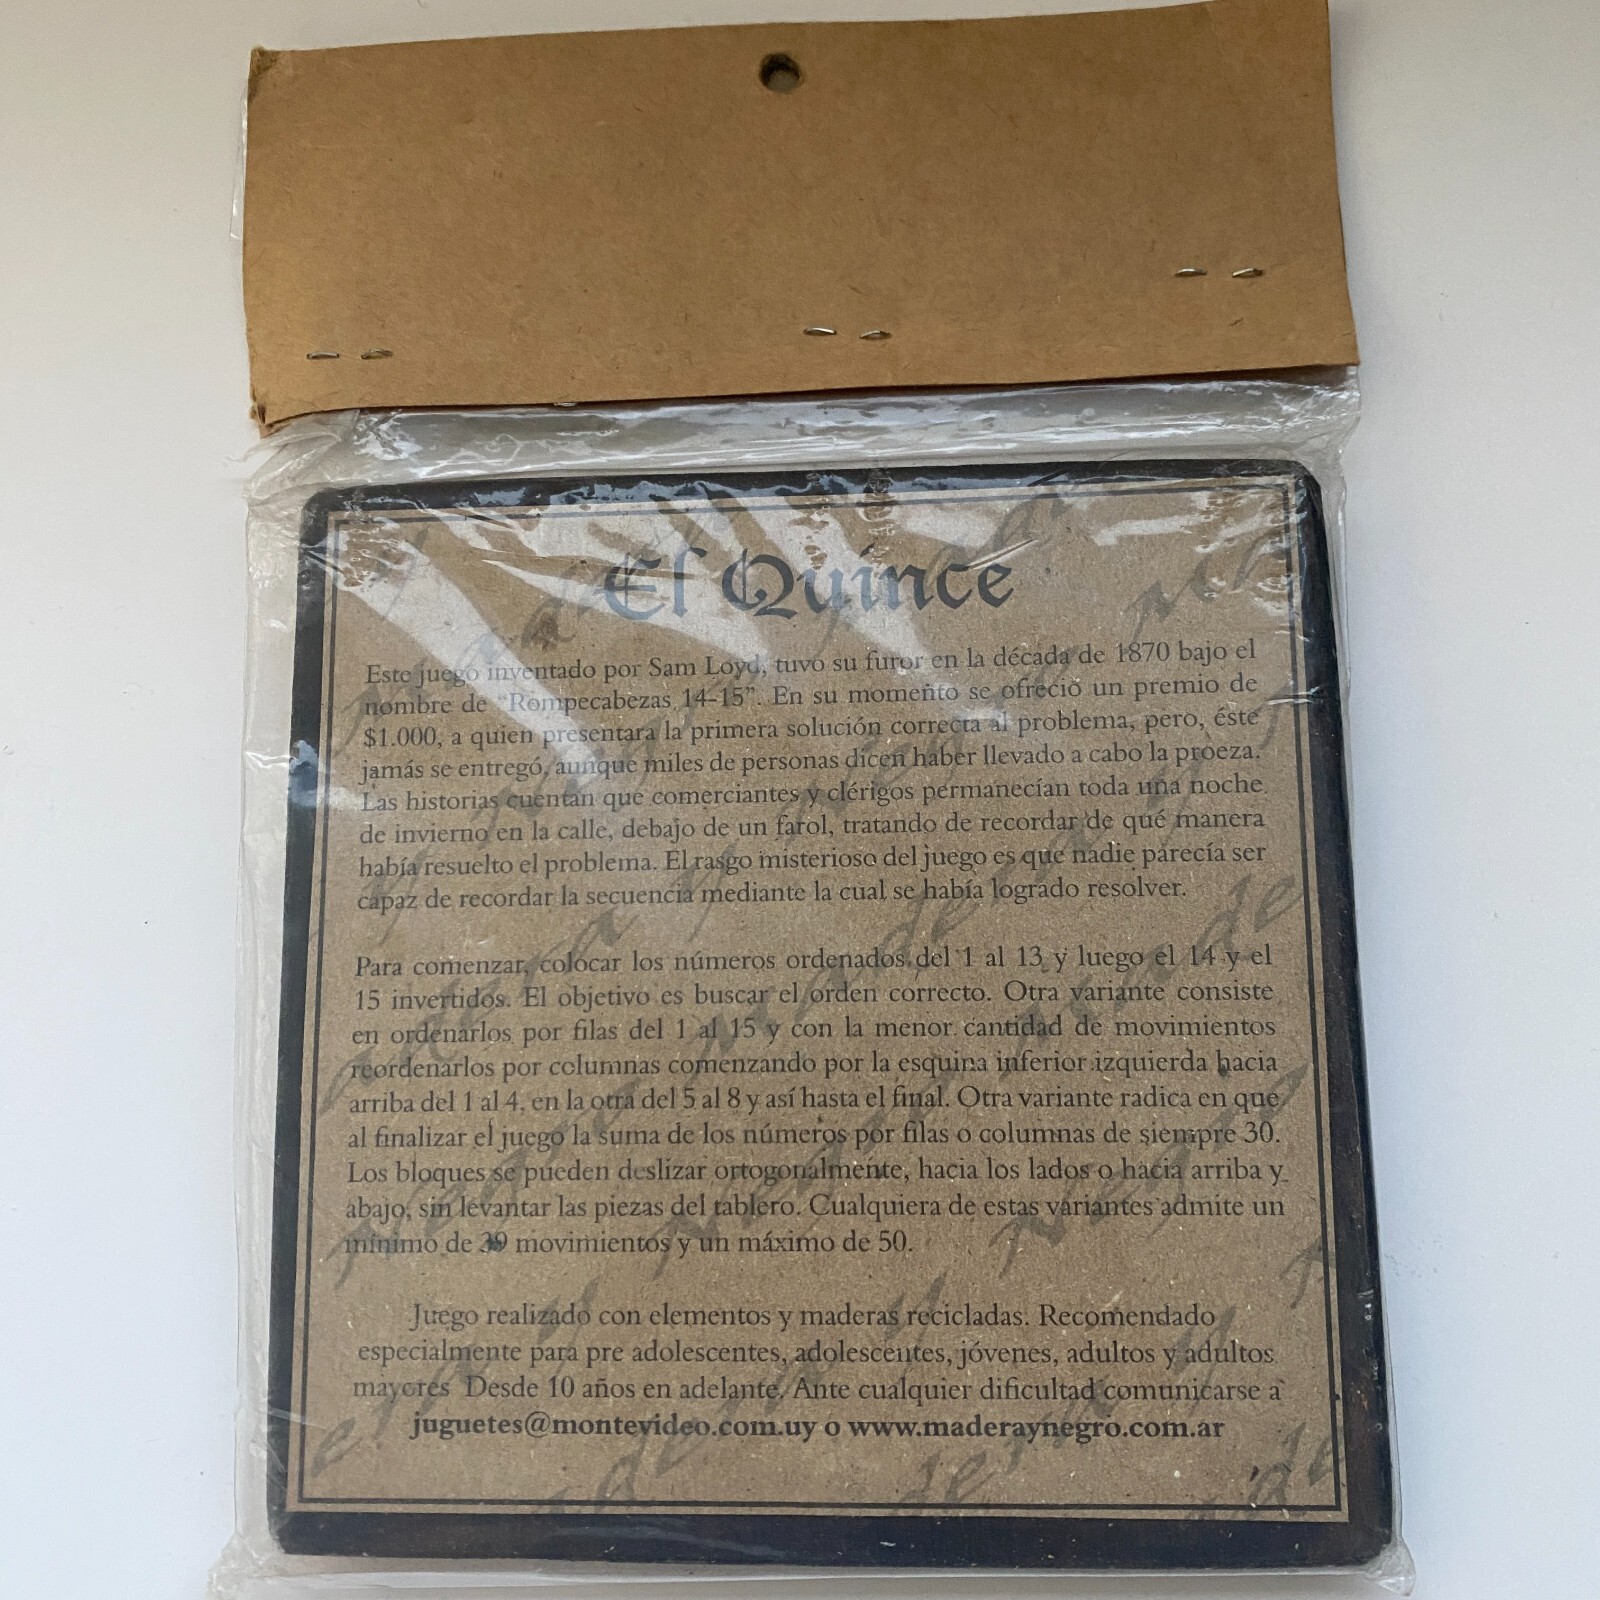 El Quince
Este juego inventado por Sam Loyd, tuvo su furor en la década de 1870 bajo el
nombre de “Rompecabezas 14-15”. En su momento se ofreció un premio de
$1.000, a quien presentara la primera solución correcta al problema, pero, éste
jamás se entregó, aunque miles de personas dicen haber llevado a cabo la proeza.
Las historias cuentan que comerciantes y clérigos permanecían toda una noche
de invierno en la calle, debajo de un farol, tratando de recordar de qué manera
había resuelto el problema. El rasgo misterioso del juego es que nadie parecía ser
capaz de recordar la secuencia mediante la cual se había logrado resolver.
Para comenzar, colocar los números ordenados del 1 al 13 y luego el 14 y el
15 invertidos. El objetivo es buscar el orden correcto. Otra variante consiste
en ordenarlos por filas del 1 al 15 y con la menor cantidad de movimientos
reordenarlos por columnas comenzando por la esquina inferior izquierda hacia
arriba del 1 al 4, en la otra del 5 al 8 y así hasta el final. Otra variante radica en que
al finalizar el juego la suma de los números por filas o columnas de siempre 30.
Los bloques se pueden deslizar ortogonalmente, hacia los lados o hacia arriba y
abajo, sin levantar las piezas del tablero. Cualquiera de estas variantes admite un
mínimo de 39 movimientos y un máximo de 50.
Juego realizado con elementos y maderas recicladas. Recomendado
especialmente para pre adolescentes, adolescentes, jóvenes, adultos y adultos
mayores Desde 10 años en adelante. Ante cualquier dificultad comunicarse a
juguetes@montevideo.com.uy o www.maderaynegro.com.ar